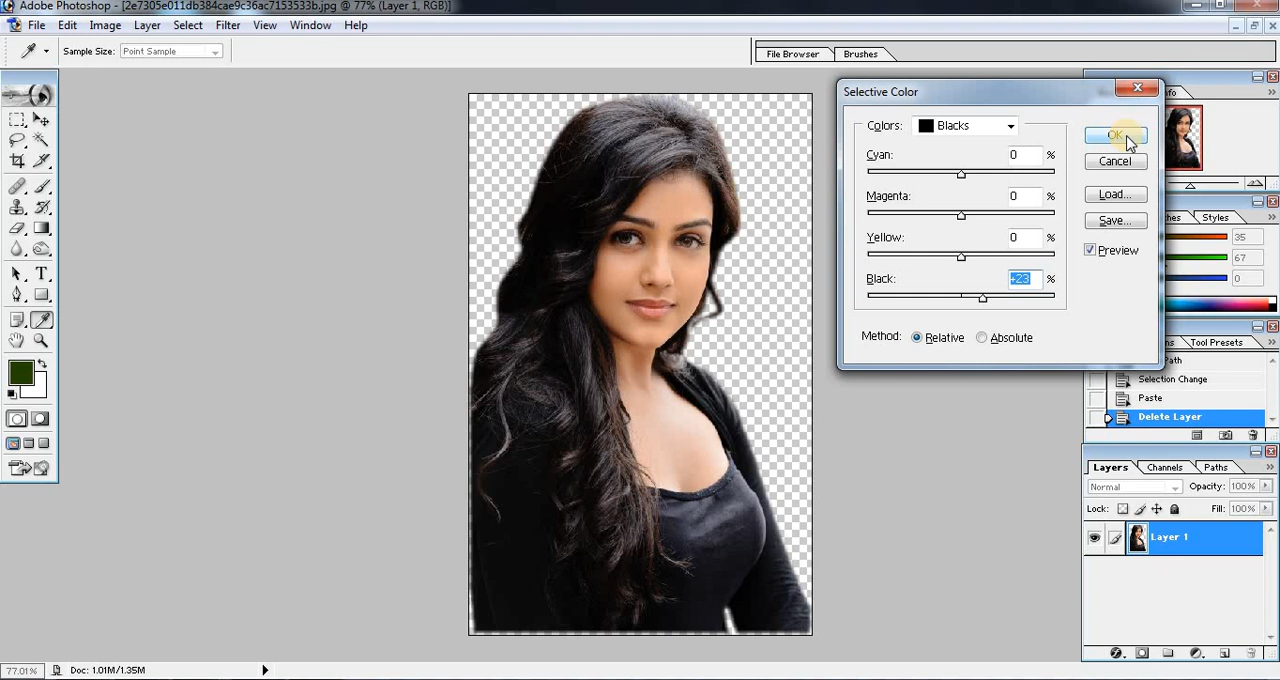 Adobe Photoshop - [2e7305e011db384cae9c36ac7153533b.jpg @ 77% (Layer 1, RGB)]
File Edit Image Layer Select Filter View Window Help
Sample Size: Point Sample
File Browser Brushes
Selective Color
Info
Colors: Blacks
OK
Cyan: 0 %
Cancel
Magenta: 0 %
Load...
Save...
Styles
Yellow: 0 %
35
Preview
67
Black: +23 %
0
Method: Relative Absolute
Tool Presets
Path
Selection Change
Paste
Delete Layer
Layers Channels Paths
Normal Opacity: 100%
Lock: Fill: 100%
Layer 1
77.01% Doc: 1.01M/1.35M